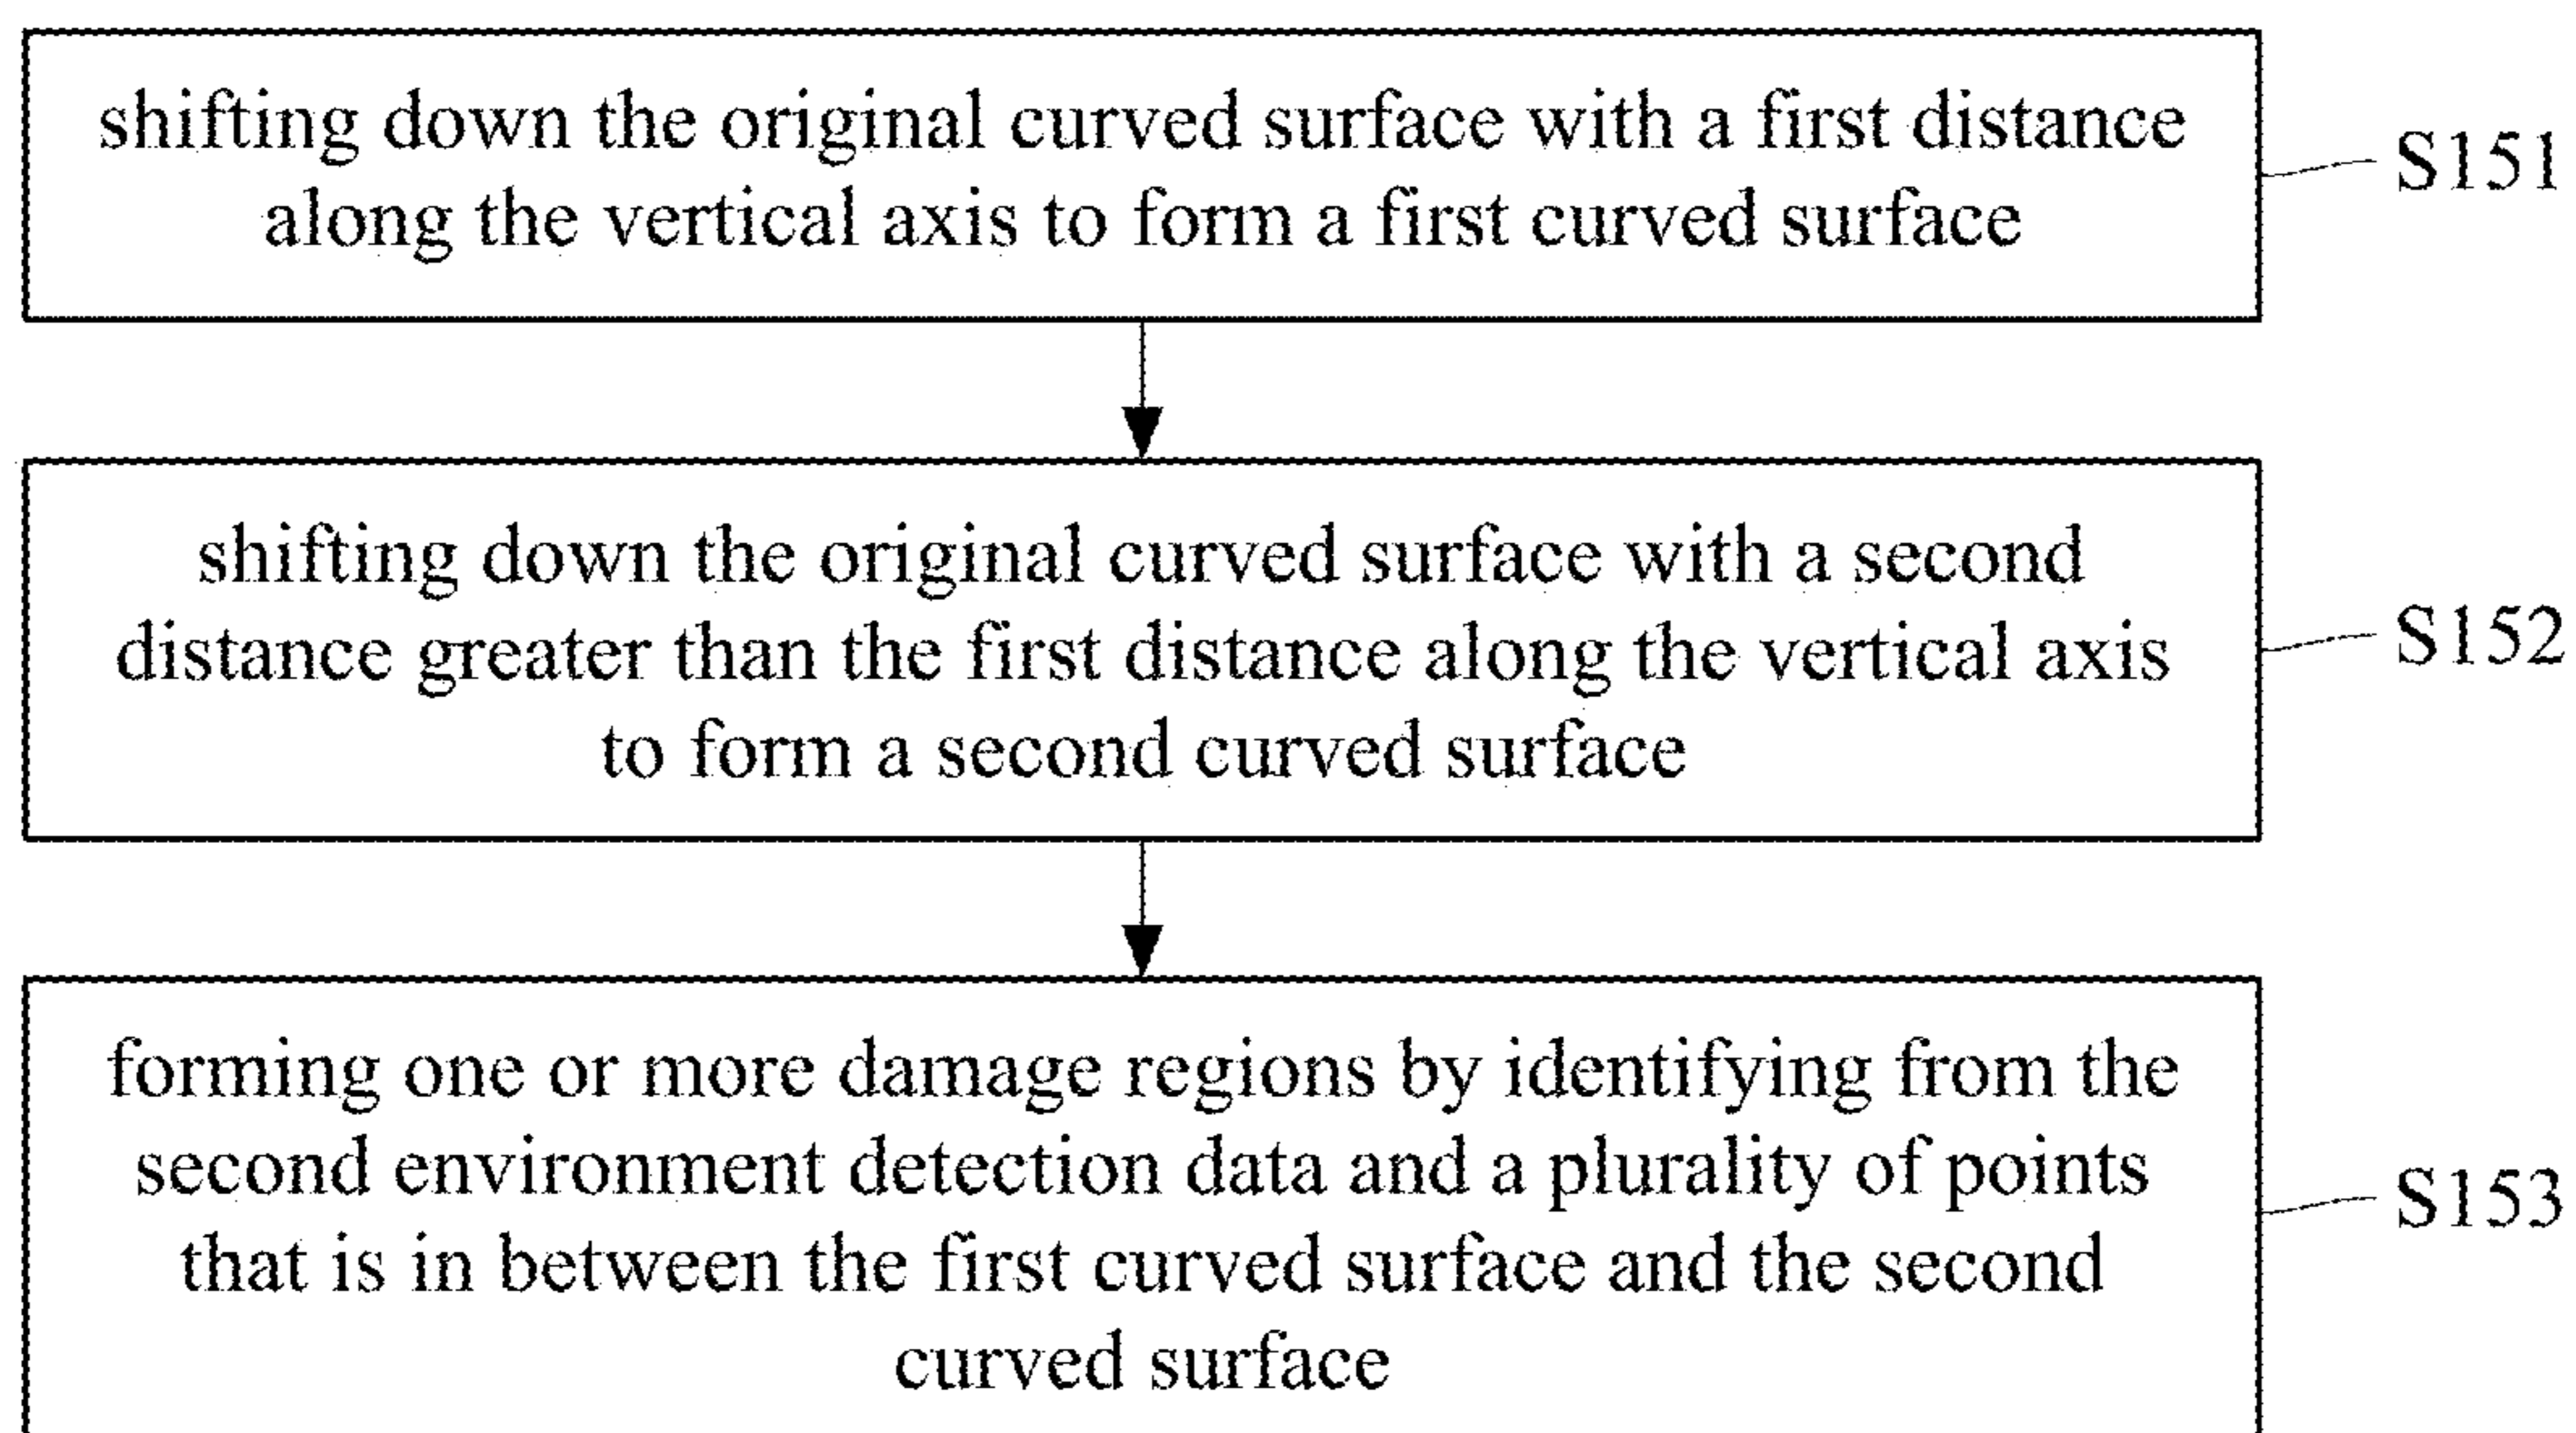 shifting down the original curved surface with a first distance
along the vertical axis to form a first curved surface
S151
shifting down the original curved surface with a second
distance greater than the first distance along the vertical axis
to form a second curved surface
S152
forming one or more damage regions by identifying from the
second environment detection data and a plurality of points
that is in between the first curved surface and the second
curved surface
S153